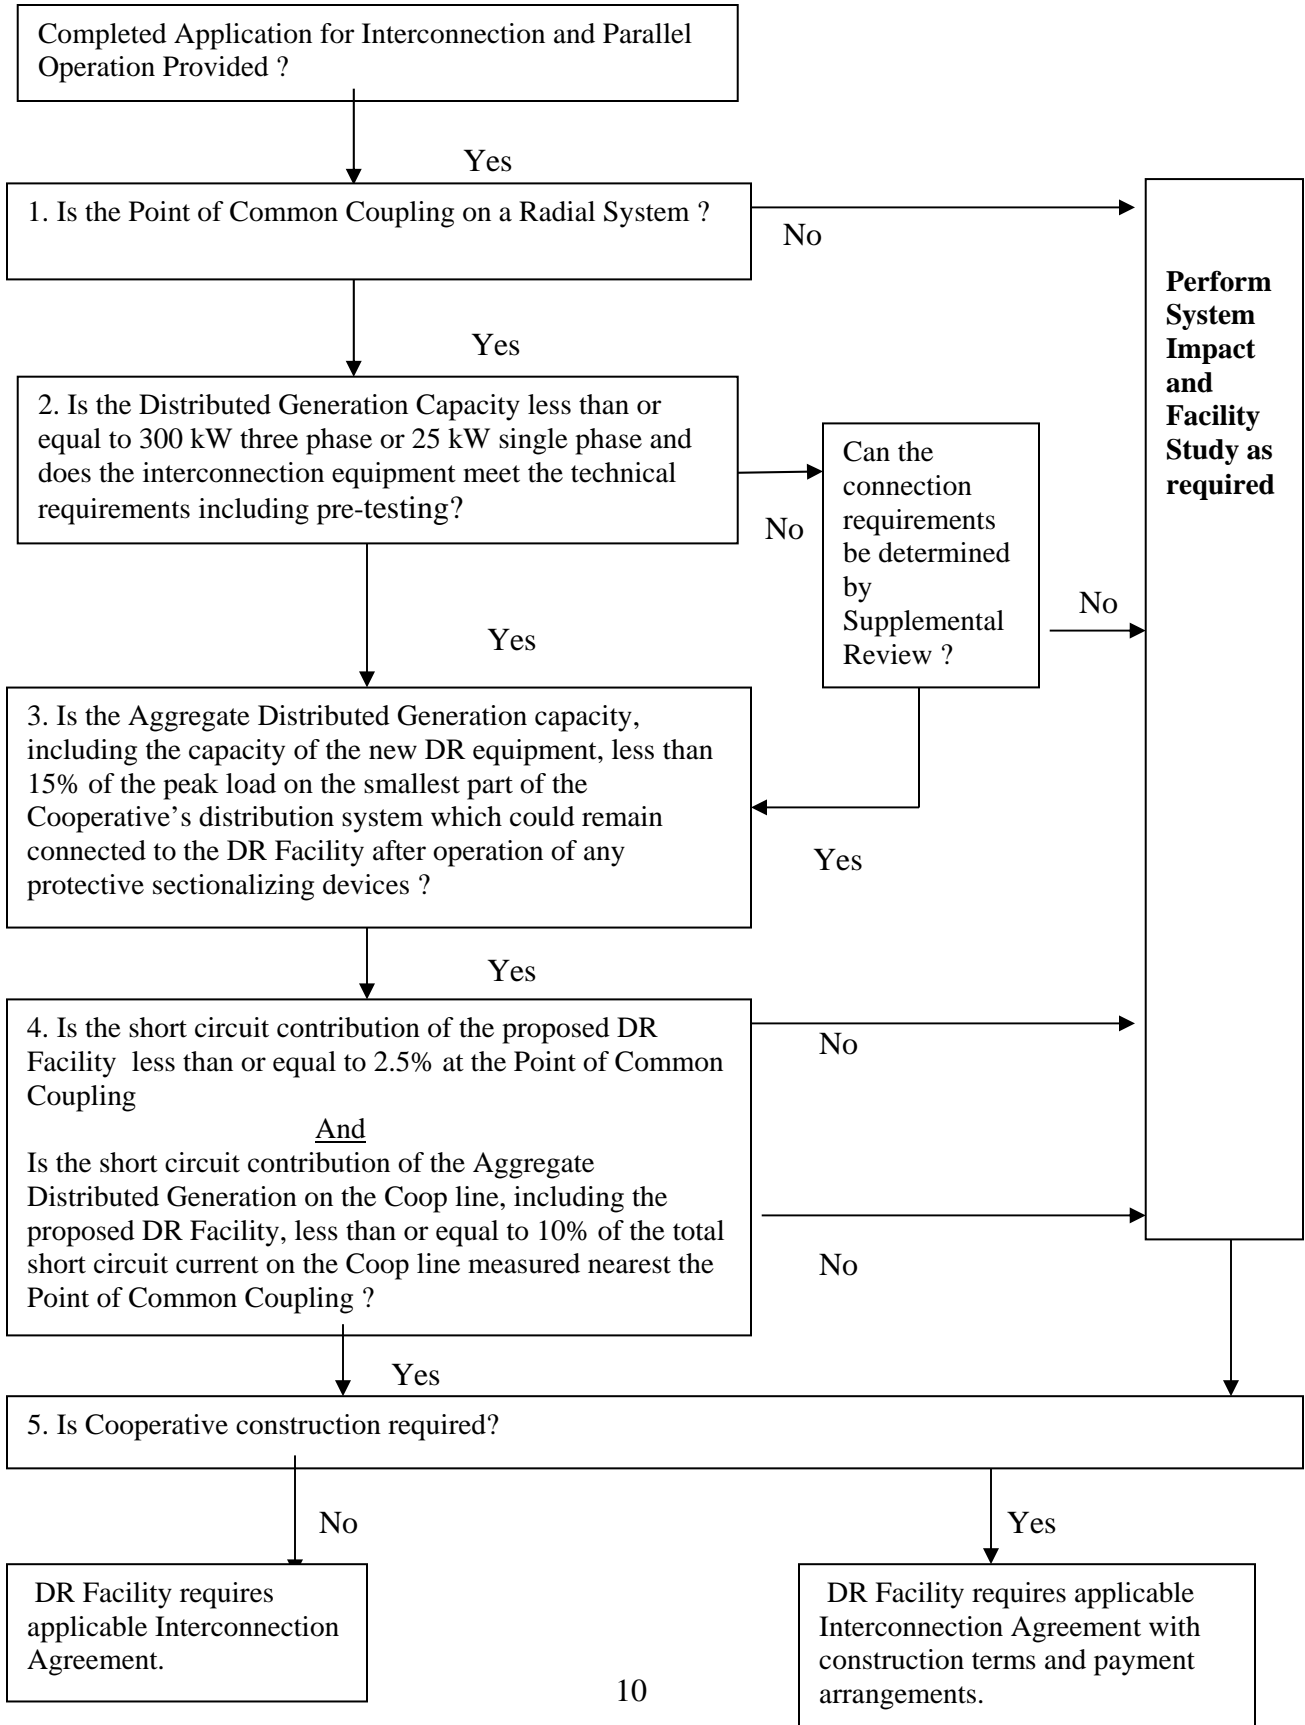 Completed Application for Interconnection and Parallel
Operation Provided ?
Yes
1. Is the Point of Common Coupling on a Radial System ?
No
Perform
System
Impact
and
Facility
Study as
required
Yes
2. Is the Distributed Generation Capacity less than or
equal to 300 kW three phase or 25 kW single phase and
does the interconnection equipment meet the technical
requirements including pre-testing?
No
Can the
connection
requirements
be determined
by
Supplemental
Review ?
No
Yes
Yes
3. Is the Aggregate Distributed Generation capacity,
including the capacity of the new DR equipment, less than
15% of the peak load on the smallest part of the
Cooperative’s distribution system which could remain
connected to the DR Facility after operation of any
protective sectionalizing devices ?
Yes
4. Is the short circuit contribution of the proposed DR
Facility  less than or equal to 2.5% at the Point of Common
Coupling
And
Is the short circuit contribution of the Aggregate
Distributed Generation on the Coop line, including the
proposed DR Facility, less than or equal to 10% of the total
short circuit current on the Coop line measured nearest the
Point of Common Coupling ?
No
No
Yes
5. Is Cooperative construction required?
No
Yes
DR Facility requires
applicable Interconnection
Agreement.
DR Facility requires applicable
Interconnection Agreement with
construction terms and payment
arrangements.
10